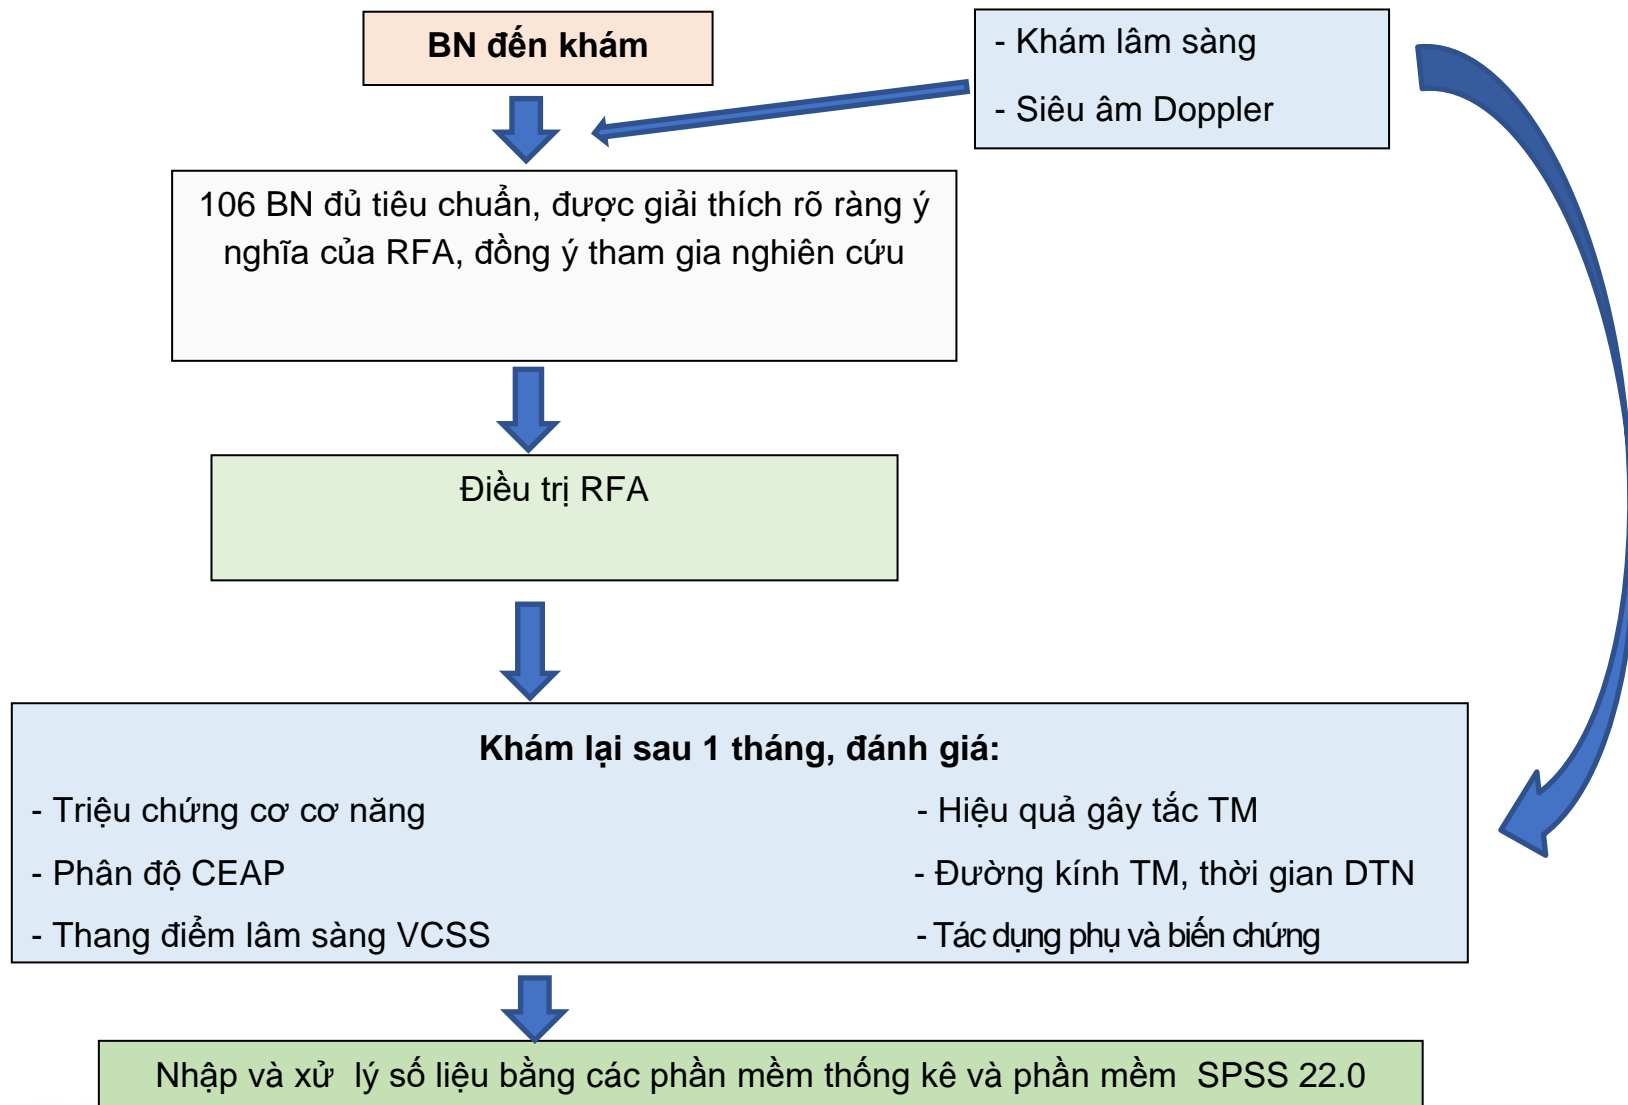 BN đến khám
- Khám lâm sàng
- Siêu âm Doppler
106 BN đủ tiêu chuẩn, được giải thích rõ ràng ý
nghĩa của RFA, đồng ý tham gia nghiên cứu
Điều trị RFA
Khám lại sau 1 tháng, đánh giá:
- Triệu chứng cơ cơ năng
- Phân độ CEAP
- Thang điểm lâm sàng VCSS
- Hiệu quả gây tắc TM
- Đường kính TM, thời gian DTN
- Tác dụng phụ và biến chứng
Nhập và xử lý số liệu bằng các phần mềm thống kê và phần mềm SPSS 22.0